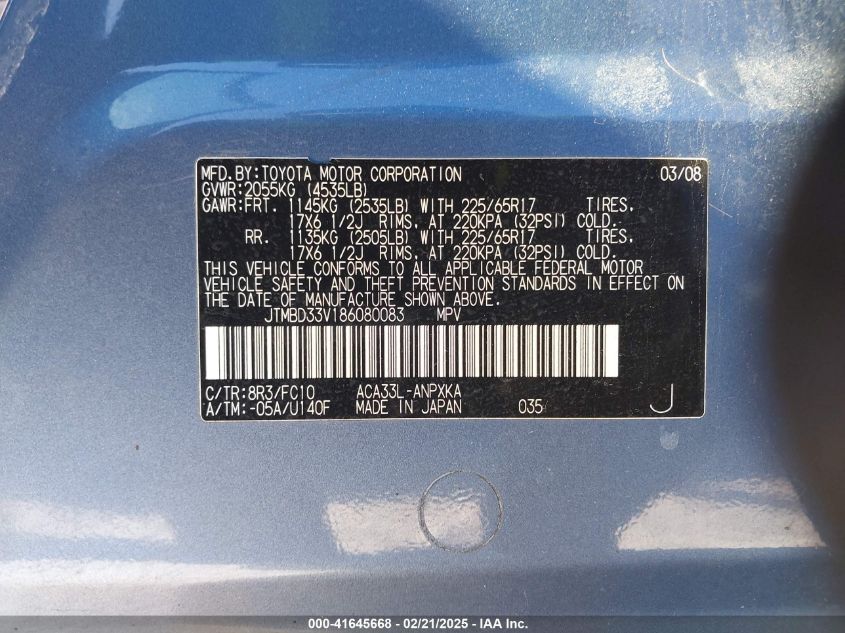 MFD.BY:TOYOTA MOTOR CORPORATION 03/08
GVWR:2055KG (4535LB)
GAWR:FRT. 1145KG (2535LB) WITH 225/65R17 TIRES,
17X6 1/2J RIMS, AT 220KPA (32PSI) COLD.
RR. 1135KG (2505LB) WITH 225/65R17 TIRES,
17X6 1/2J RIMS, AT 220KPA (32PSI) COLD.
THIS VEHICLE CONFORMS TO ALL APPLICABLE FEDERAL MOTOR
VEHICLE SAFETY AND THEFT PREVENTION STANDARDS IN EFFECT ON
THE DATE OF MANUFACTURE SHOWN ABOVE.
JTMBD33V186080083 MPV
C/TR:8R3/FC10 ACA33L-ANPXKA
A/TM:-05A/U140F MADE IN JAPAN 035 J
000-41645668 - 02/21/2025 - IAA Inc.